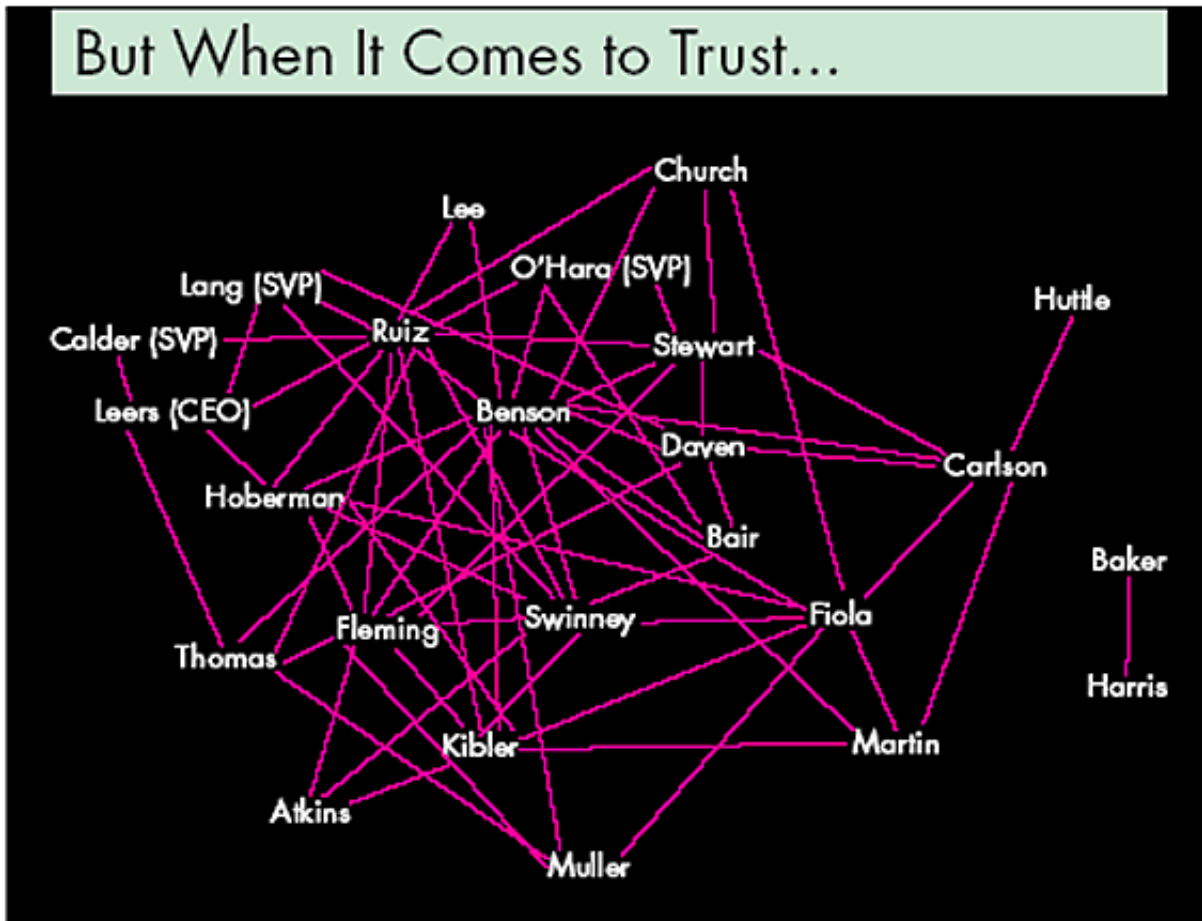 But When It Comes to Trust...
Church
Lee
O'Hara (SVP)
Lang (SVP)
Huttle
Calder (SVP)
Ruiz
Stewart
Leers (CEO)
Benson
Daven
Carlson
Hoberman
Bair
Baker
Fleming
Swinney
Fiola
Thomas
Harris
Kibler
Martin
Atkins
Muller